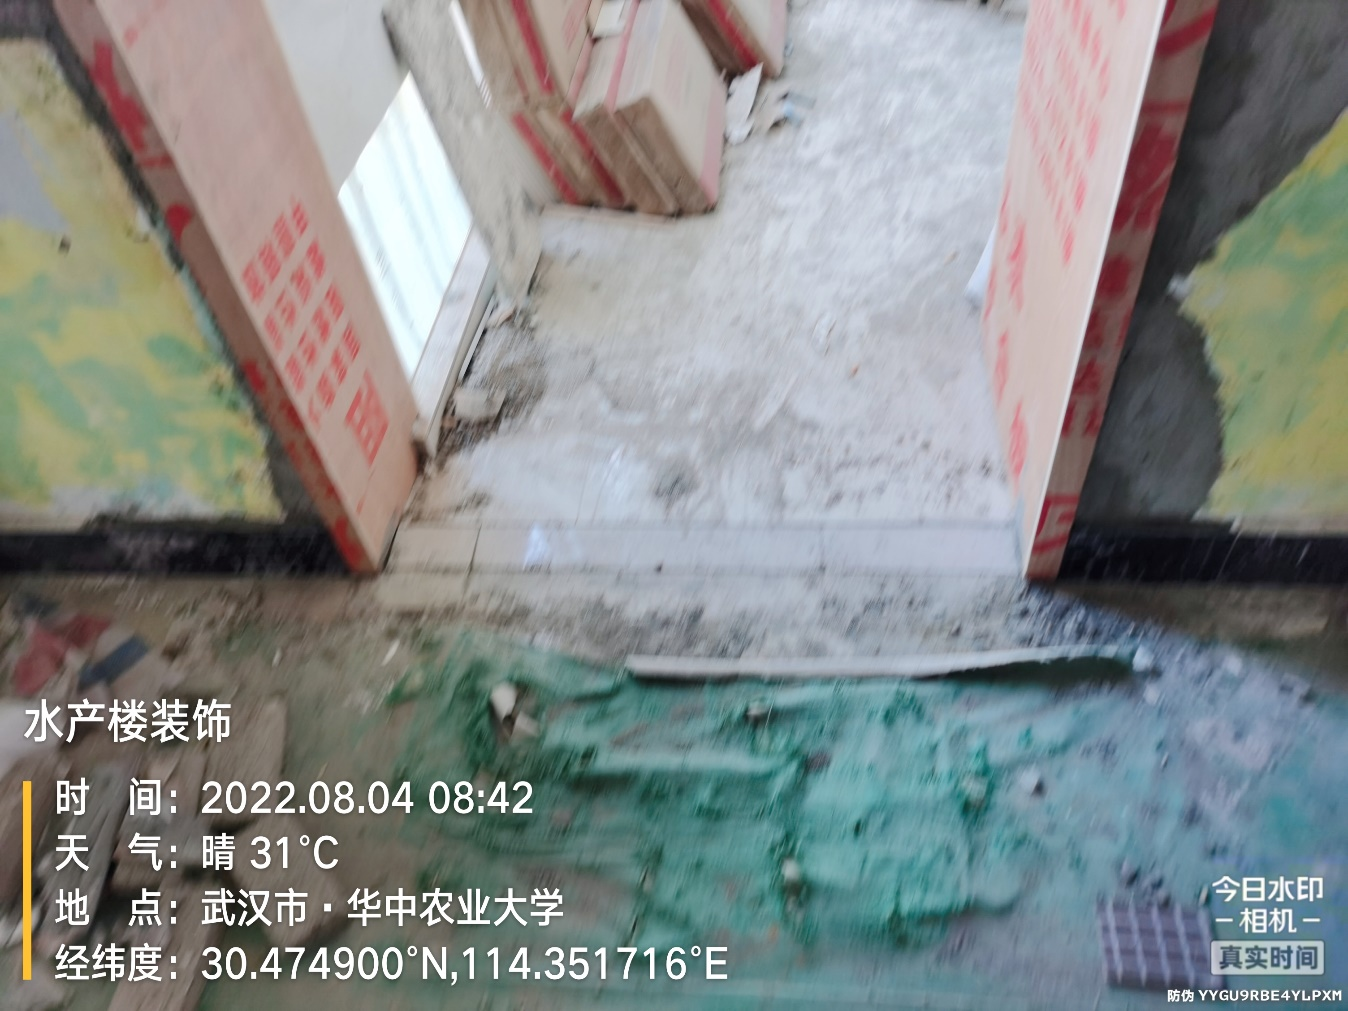 水产楼装饰
时 间：2022.08.04 08:42
天 气：晴 31°C
地 点：武汉市·华中农业大学
经纬度：30.474900°N,114.351716°E
今日水印
相机
真实时间
防伪 YYGU9RBE4YLPXM